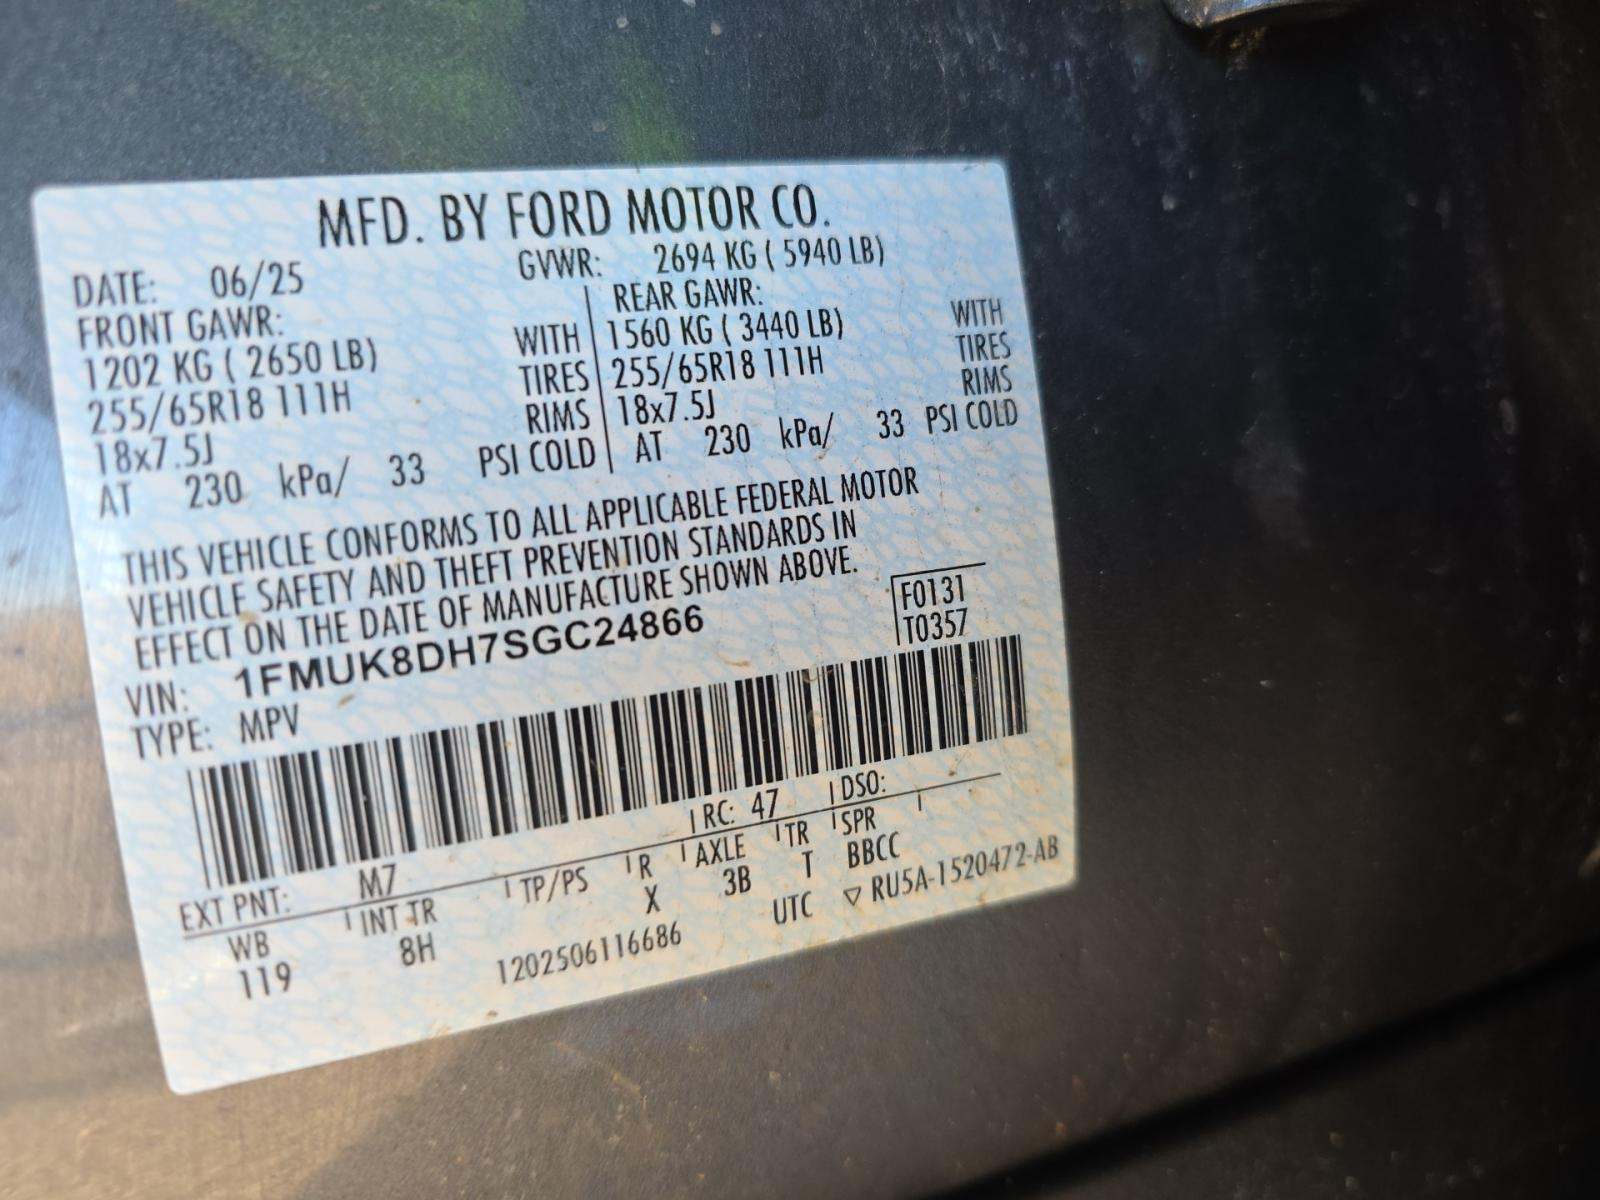 MFD. BY FORD MOTOR CO.
DATE: 06/25 GVWR: 2694 KG ( 5940 LB)
FRONT GAWR: REAR GAWR:
1202 KG ( 2650 LB) WITH 1560 KG ( 3440 LB) WITH
255/65R18 111H TIRES 255/65R18 111H TIRES
18x7.5J RIMS 18x7.5J RIMS
AT 230 kPa/ 33 PSI COLD AT 230 kPa/ 33 PSI COLD
THIS VEHICLE CONFORMS TO ALL APPLICABLE FEDERAL MOTOR
VEHICLE SAFETY AND THEFT PREVENTION STANDARDS IN
EFFECT ON THE DATE OF MANUFACTURE SHOWN ABOVE.
VIN: 1FMUK8DH7SGC24866 F0131
TYPE: MPV T0357
EXT PNT: M7 RC: 47 DSO:
WB INT TR TP/PS R AXLE TR SPR
119 8H X 3B T BBCC
1202506116686 UTC ▽ RU5A-1520472-AB